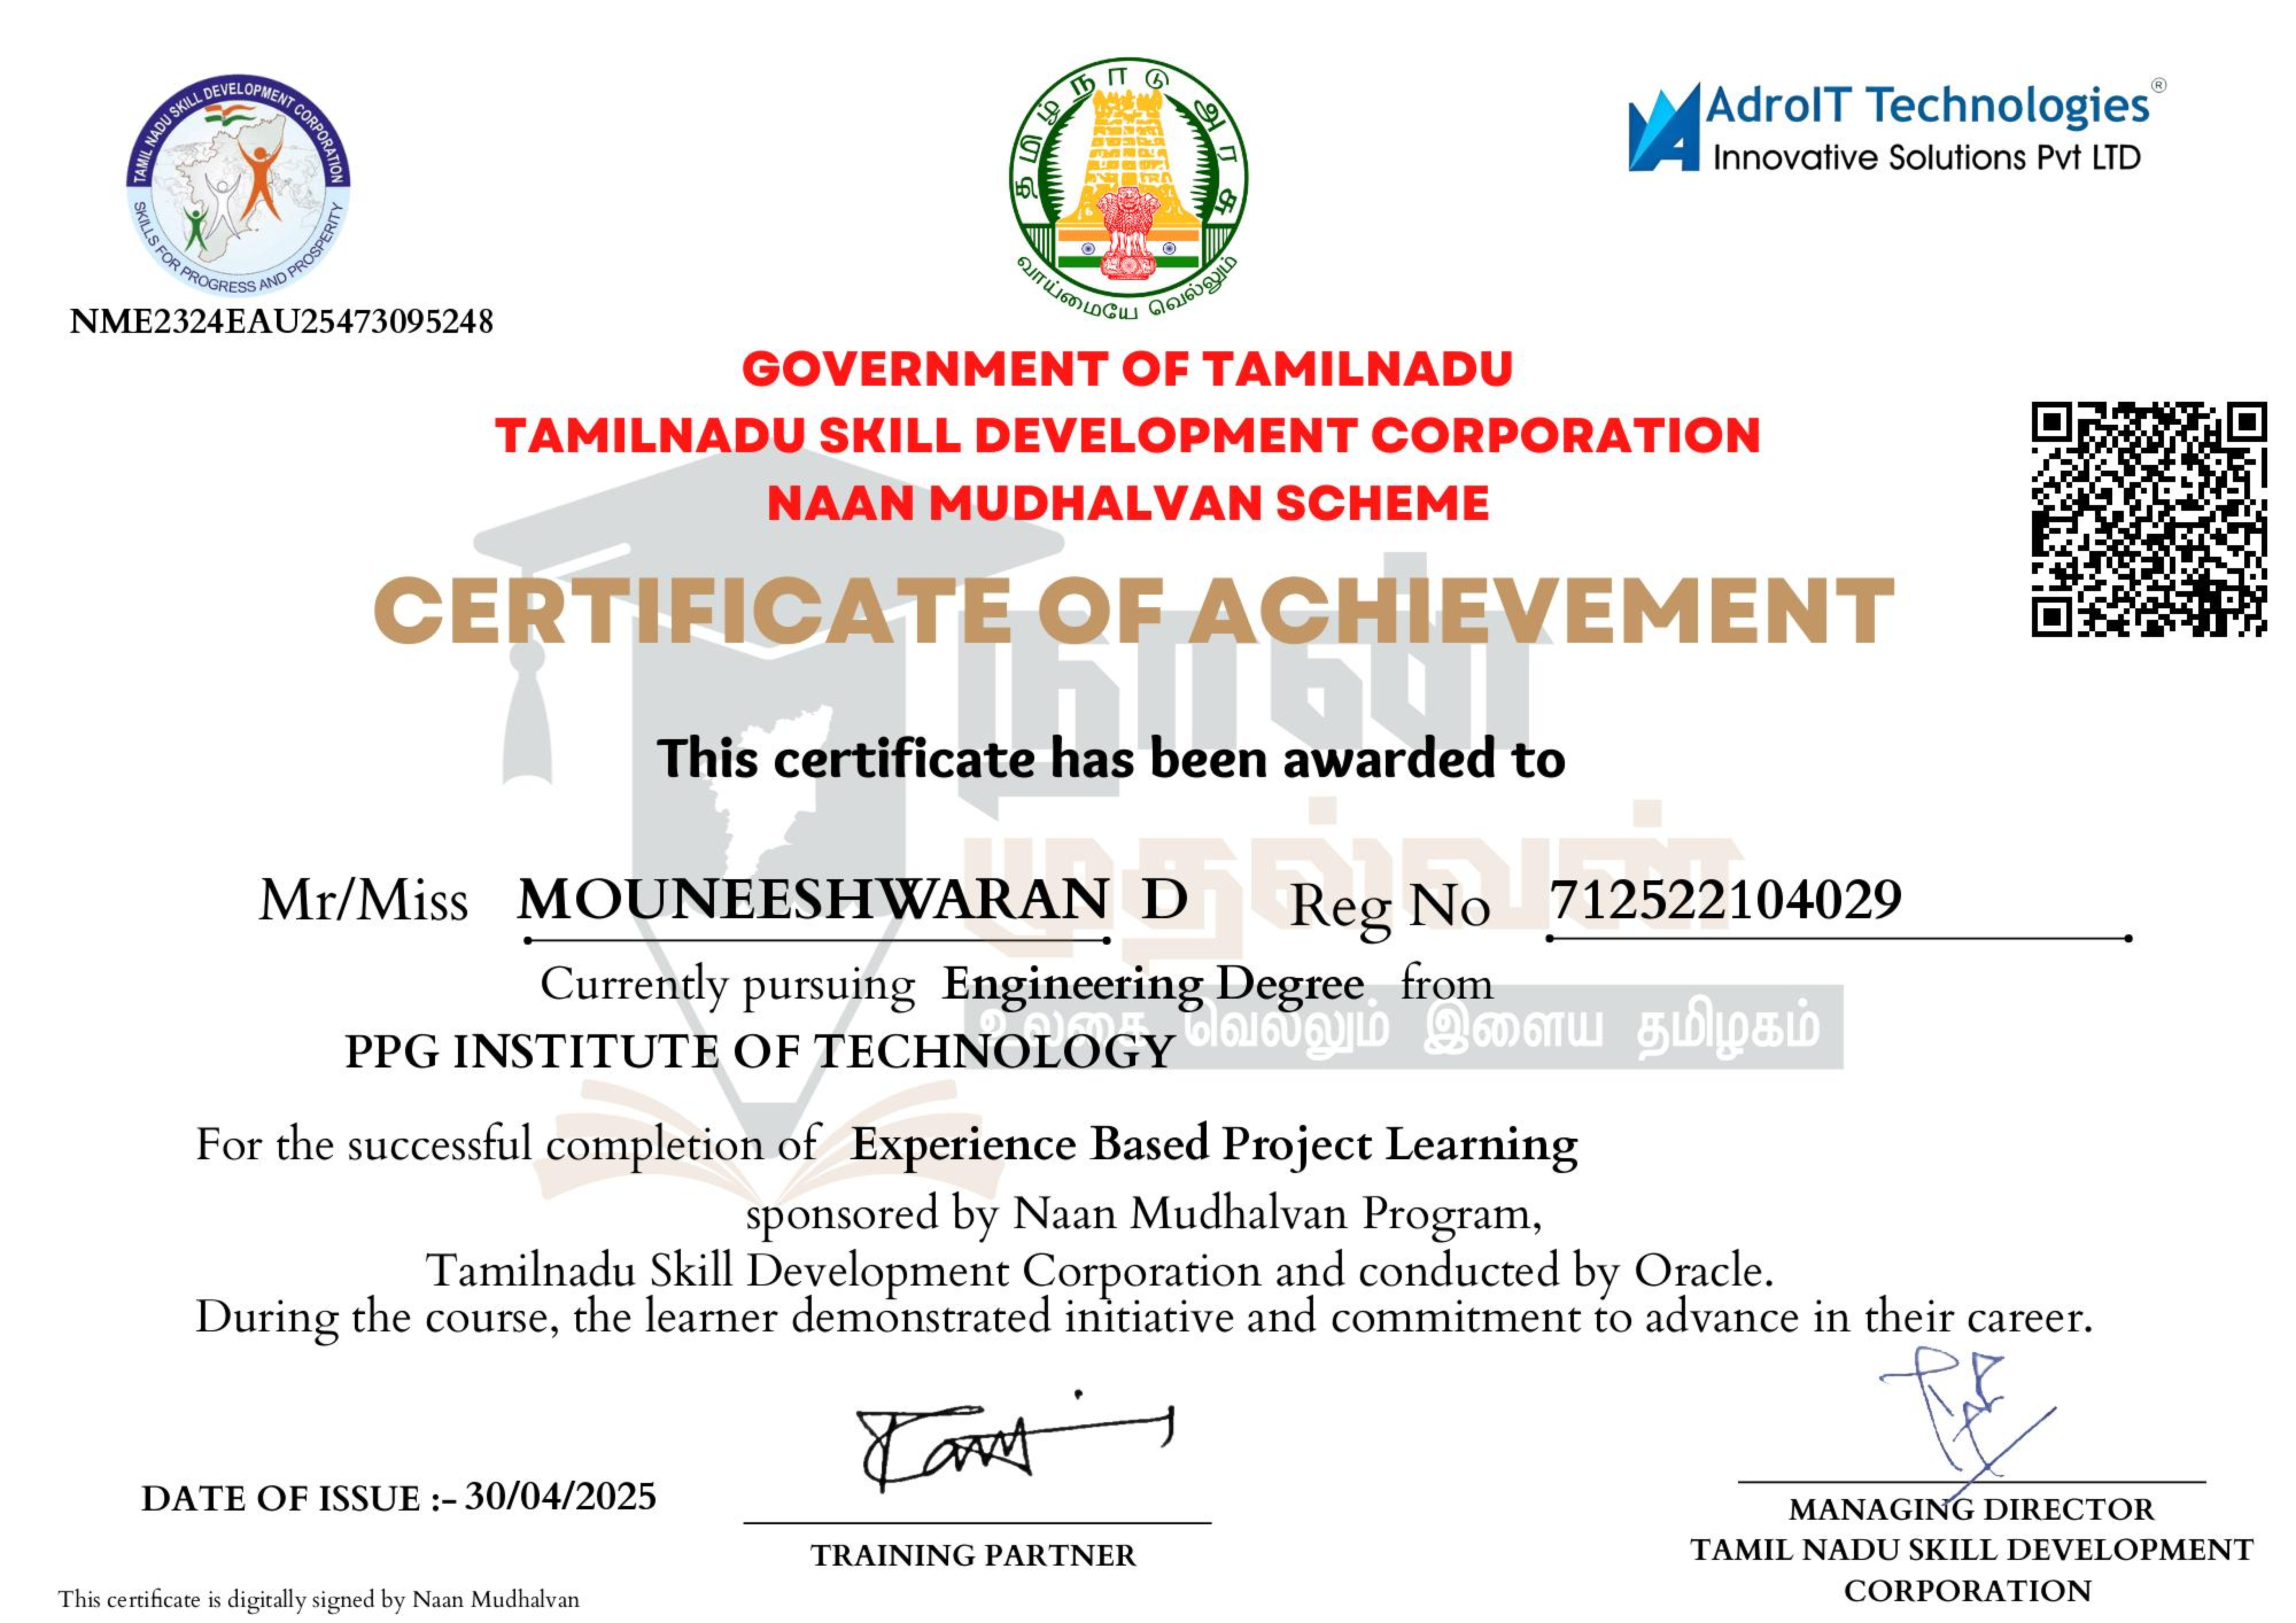 TAMIL NADU SKILL DEVELOPMENT CORPORATION
SKILLS FOR PROGRESS AND PROSPERITY
தமிழ்நாடு அரசு
வாய்மையே வெல்லும்
AdroIT Technologies®
Innovative Solutions Pvt LTD
NME2324EAU25473095248
GOVERNMENT OF TAMILNADU
TAMILNADU SKILL DEVELOPMENT CORPORATION
NAAN MUDHALVAN SCHEME
CERTIFICATE OF ACHIEVEMENT
நான்
This certificate has been awarded to
முதல்வன்
Mr/Miss MOUNEESHWARAN D Reg No 712522104029
Currently pursuing Engineering Degree from
உலகை வெல்லும் இளைய தமிழகம்
PPG INSTITUTE OF TECHNOLOGY
For the successful completion of Experience Based Project Learning
sponsored by Naan Mudhalvan Program,
Tamilnadu Skill Development Corporation and conducted by Oracle.
During the course, the learner demonstrated initiative and commitment to advance in their career.
DATE OF ISSUE :- 30/04/2025
TRAINING PARTNER
MANAGING DIRECTOR
TAMIL NADU SKILL DEVELOPMENT
CORPORATION
This certificate is digitally signed by Naan Mudhalvan